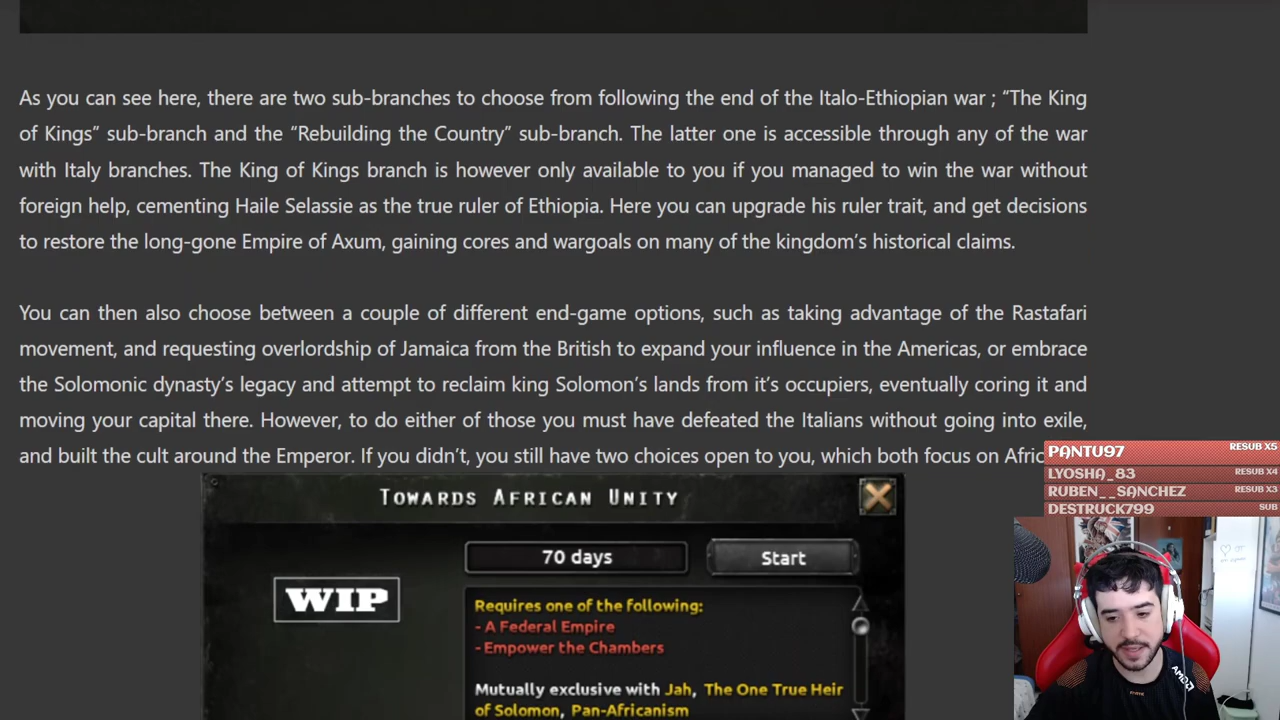 As you can see here, there are two sub-branches to choose from following the end of the Italo-Ethiopian war ; “The King
of Kings” sub-branch and the “Rebuilding the Country” sub-branch. The latter one is accessible through any of the war
with Italy branches. The King of Kings branch is however only available to you if you managed to win the war without
foreign help, cementing Haile Selassie as the true ruler of Ethiopia. Here you can upgrade his ruler trait, and get decisions
to restore the long-gone Empire of Axum, gaining cores and wargoals on many of the kingdom’s historical claims.
You can then also choose between a couple of different end-game options, such as taking advantage of the Rastafari
movement, and requesting overlordship of Jamaica from the British to expand your influence in the Americas, or embrace
the Solomonic dynasty’s legacy and attempt to reclaim king Solomon’s lands from it’s occupiers, eventually coring it and
moving your capital there. However, to do either of those you must have defeated the Italians without going into exile,
and built the cult around the Emperor. If you didn’t, you still have two choices open to you, which both focus on Afric
PANTU97 RESUB X5
LYOSHA_83 RESUB X4
RUBEN__SANCHEZ RESUB X3
DESTRUCK799 SUB
TOWARDS AFRICAN UNITY
70 days Start
WIP
Requires one of the following:
- A Federal Empire
- Empower the Chambers
Mutually exclusive with Jah, The One True Heir
of Solomon, Pan-Africanism
AMD